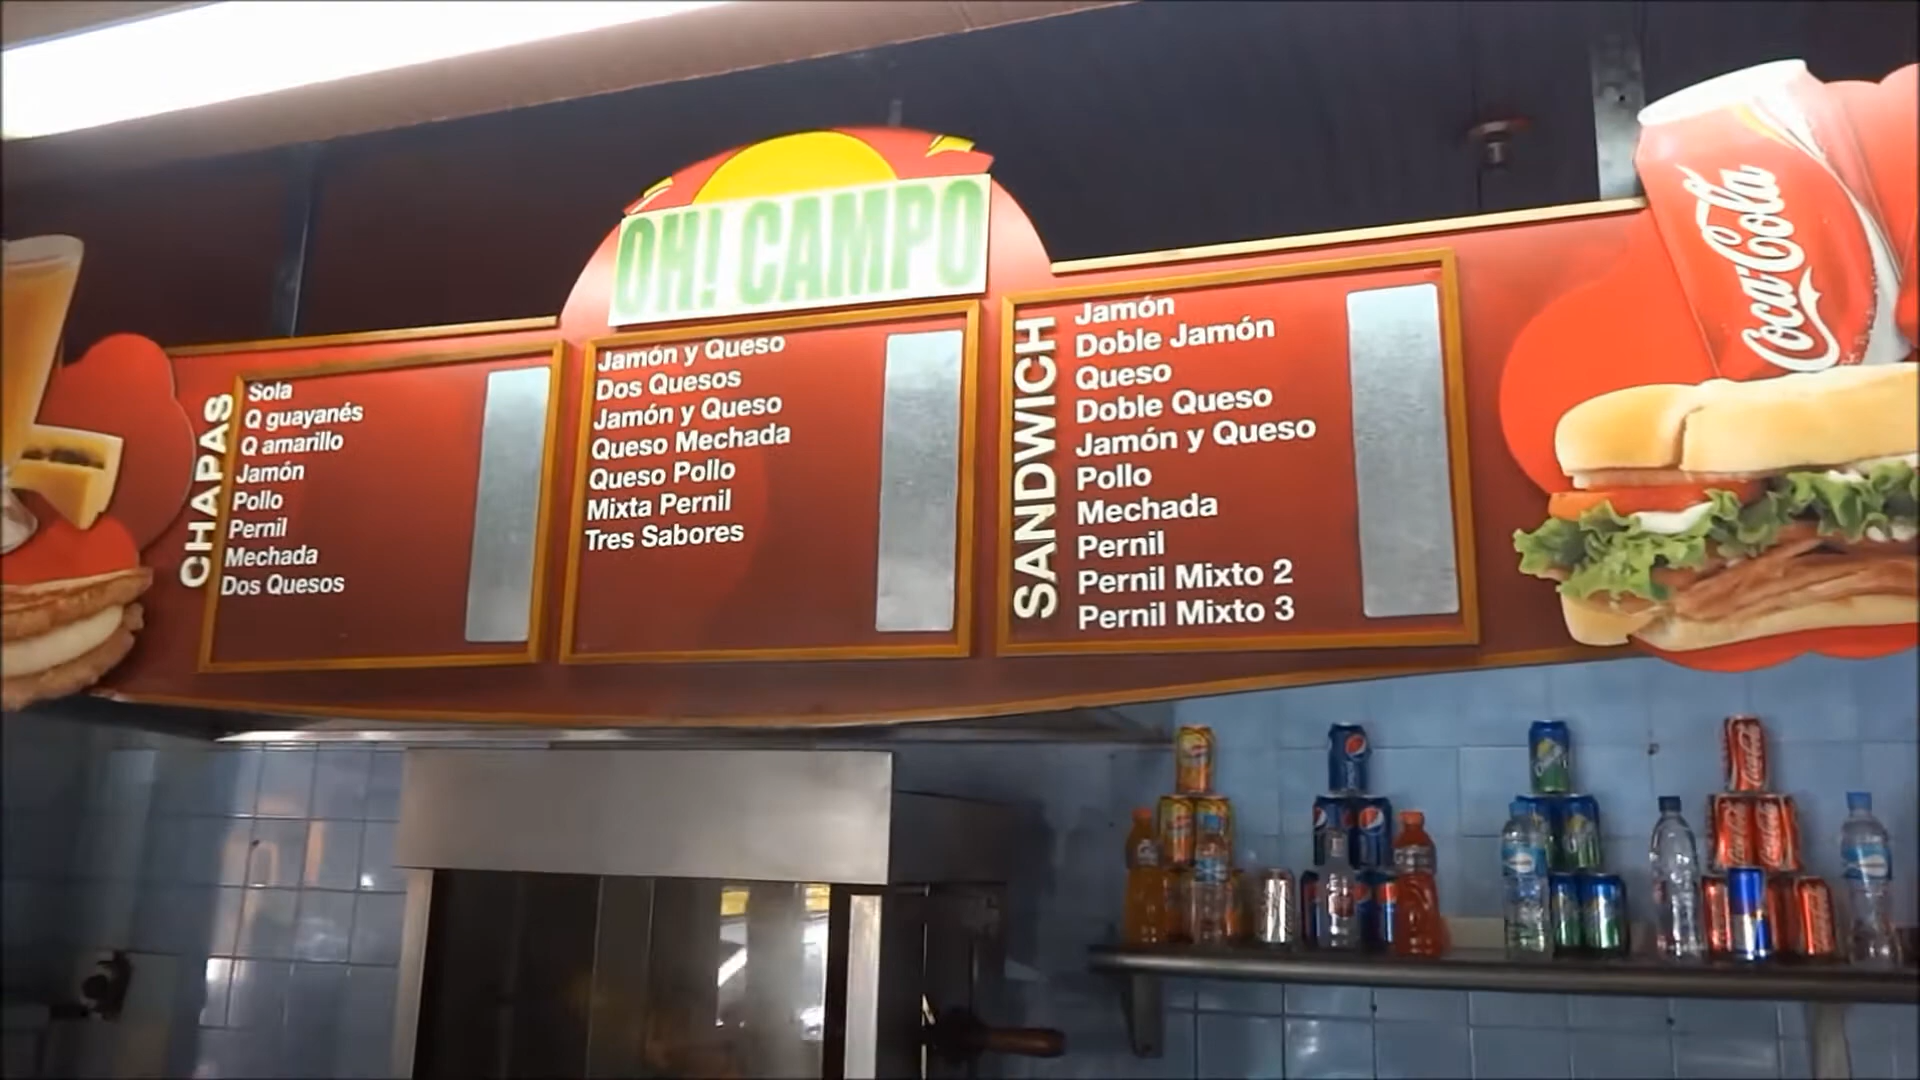 OH! CAMPO
CHAPAS
Sola
Q guayanés
Q amarillo
Jamón
Pollo
Pernil
Mechada
Dos Quesos
Jamón y Queso
Dos Quesos
Jamón y Queso
Queso Mechada
Queso Pollo
Mixta Pernil
Tres Sabores
SANDWICH
Jamón
Doble Jamón
Queso
Doble Queso
Jamón y Queso
Pollo
Mechada
Pernil
Pernil Mixto 2
Pernil Mixto 3
Coca-Cola